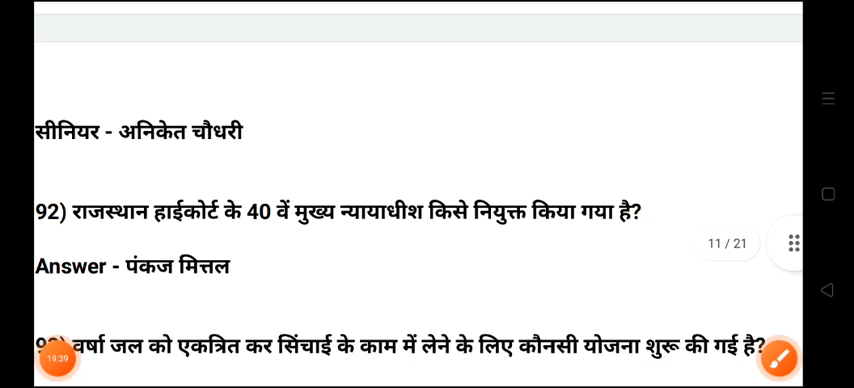 सीनियर - अनिकेत चौधरी
92) राजस्थान हाईकोर्ट के 40 वें मुख्य न्यायाधीश किसे नियुक्त किया गया है?
11 / 21
Answer - पंकज मित्तल
वर्षा जल को एकत्रित कर सिंचाई के काम में लेने के लिए कौनसी योजना शुरू की गई है?
19:39